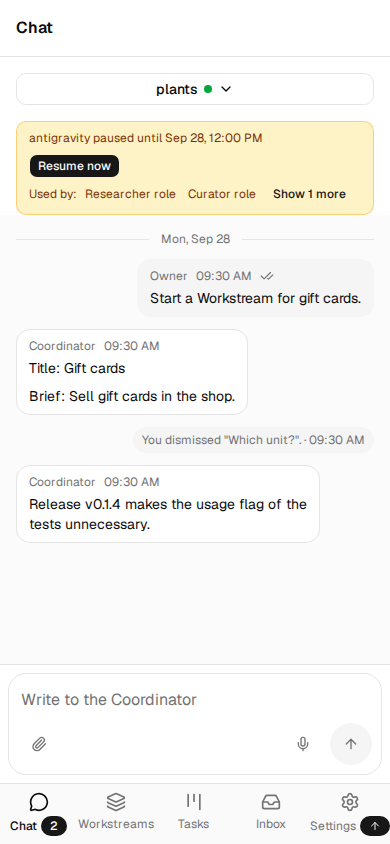 Chat
plants
antigravity paused until Sep 28, 12:00 PM
Resume now
Used by: Researcher role Curator role Show 1 more
Mon, Sep 28
Owner 09:30 AM
Start a Workstream for gift cards.
Coordinator 09:30 AM
Title: Gift cards
Brief: Sell gift cards in the shop.
You dismissed "Which unit?". · 09:30 AM
Coordinator 09:30 AM
Release v0.1.4 makes the usage flag of the
tests unnecessary.
Write to the Coordinator
Chat 2 Workstreams Tasks Inbox Settings